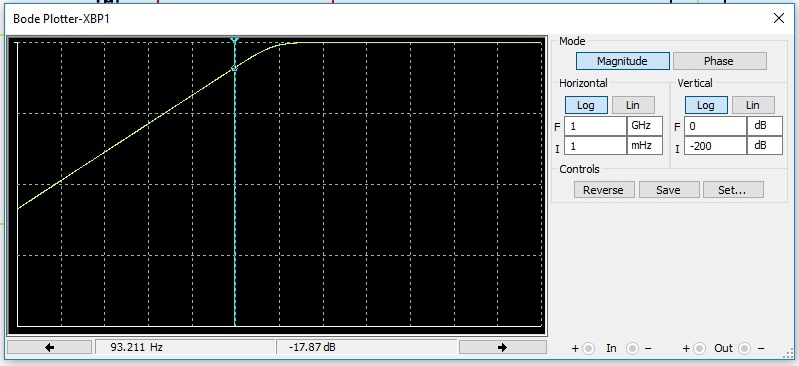 Bode Plotter-XBP1
Mode
Magnitude Phase
Horizontal Vertical
Log Lin Log Lin
F 1 GHz F 0 dB
I 1 mHz I -200 dB
Controls
Reverse Save Set...
93.211 Hz -17.87 dB
+ In − + Out −